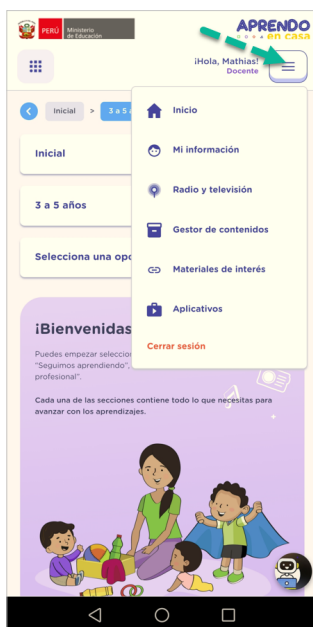 PERÚ
Ministerio
de Educación
APRENDO
en casa
¡Hola, Mathias!
Docente
Inicial > 3 a 5 a
Inicio
Mi información
Radio y televisión
Gestor de contenidos
Materiales de interés
Aplicativos
Cerrar sesión
Inicial
3 a 5 años
Selecciona una opc
¡Bienvenidas
Puedes empezar seleccio
"Seguimos aprendiendo",
profesional".
Cada una de las secciones contiene todo lo que necesitas para
avanzar con los aprendizajes.